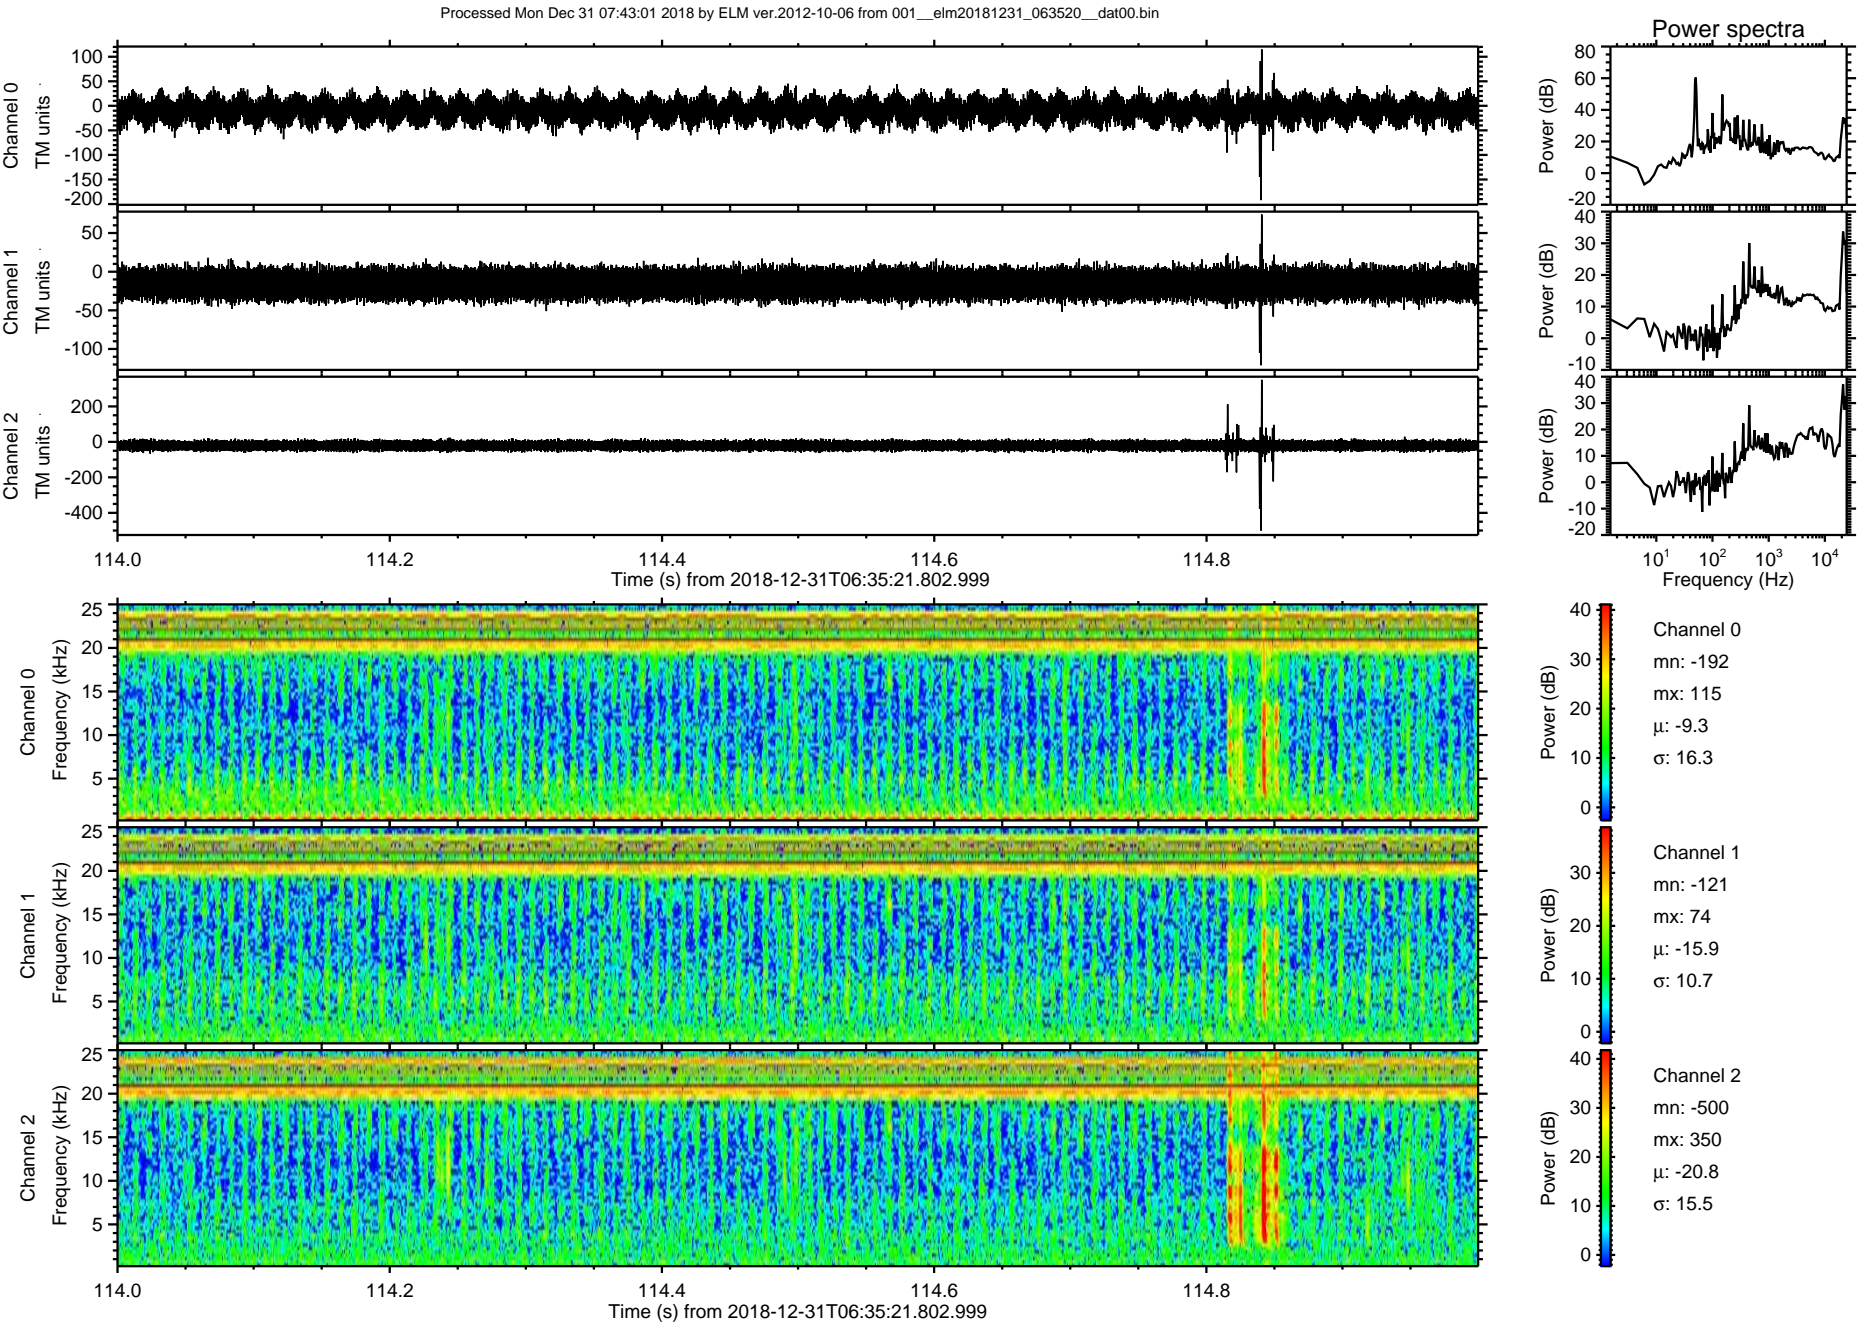 Processed Mon Dec 31 07:43:01 2018 by ELM ver.2012-10-06 from 001__elm20181231_063520__dat00.bin
Power spectra
Channel 0
TM units
100
50
0
-50
-100
-150
-200
Power (dB)
80
60
40
20
0
-20
Channel 1
TM units
50
0
-50
-100
Power (dB)
40
30
20
10
0
-10
Channel 2
TM units
200
0
-200
-400
Power (dB)
40
30
20
10
0
-10
-20
114.0 114.2 114.4 114.6 114.8
Time (s) from 2018-12-31T06:35:21.802.999
10^1 10^2 10^3 10^4
Frequency (Hz)
Channel 0
Frequency (kHz)
25
20
15
10
5
Power (dB)
40
30
20
10
0
Channel 0
mn: -192
mx: 115
µ: -9.3
σ: 16.3
Channel 1
Frequency (kHz)
25
20
15
10
5
Power (dB)
30
20
10
0
Channel 1
mn: -121
mx: 74
µ: -15.9
σ: 10.7
Channel 2
Frequency (kHz)
25
20
15
10
5
Power (dB)
40
30
20
10
0
Channel 2
mn: -500
mx: 350
µ: -20.8
σ: 15.5
114.0 114.2 114.4 114.6 114.8
Time (s) from 2018-12-31T06:35:21.802.999